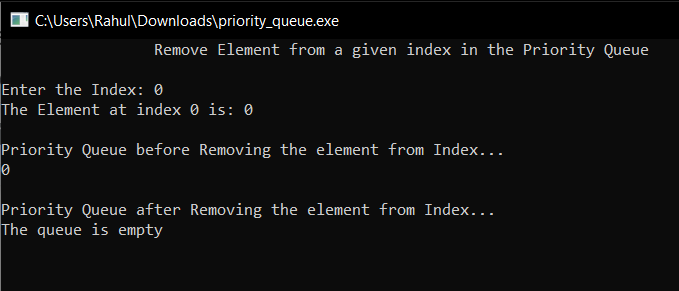 C:\Users\Rahul\Downloads\priority_queue.exe
Remove Element from a given index in the Priority Queue
Enter the Index: 0
The Element at index 0 is: 0
Priority Queue before Removing the element from Index...
0
Priority Queue after Removing the element from Index...
The queue is empty